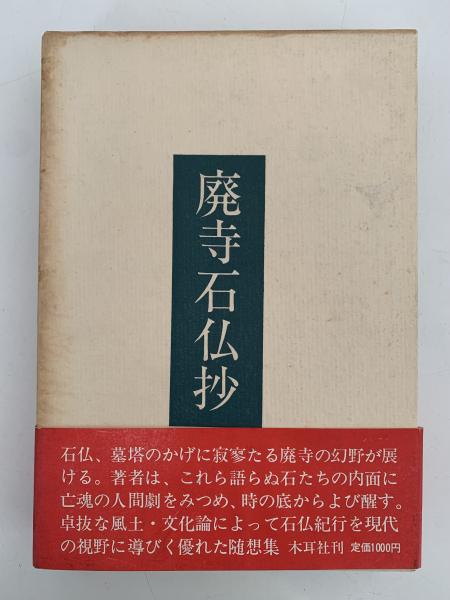 廃寺石仏抄
石仏、墓塔のかげに寂寥たる廃寺の幻野が展
ける。著者は、これら語らぬ石たちの内面に
亡魂の人間劇をみつめ、時の底からよび醒す。
卓抜な風土・文化論によって石仏紀行を現代
の視野に導びく優れた随想集 木耳社刊 定価1000円